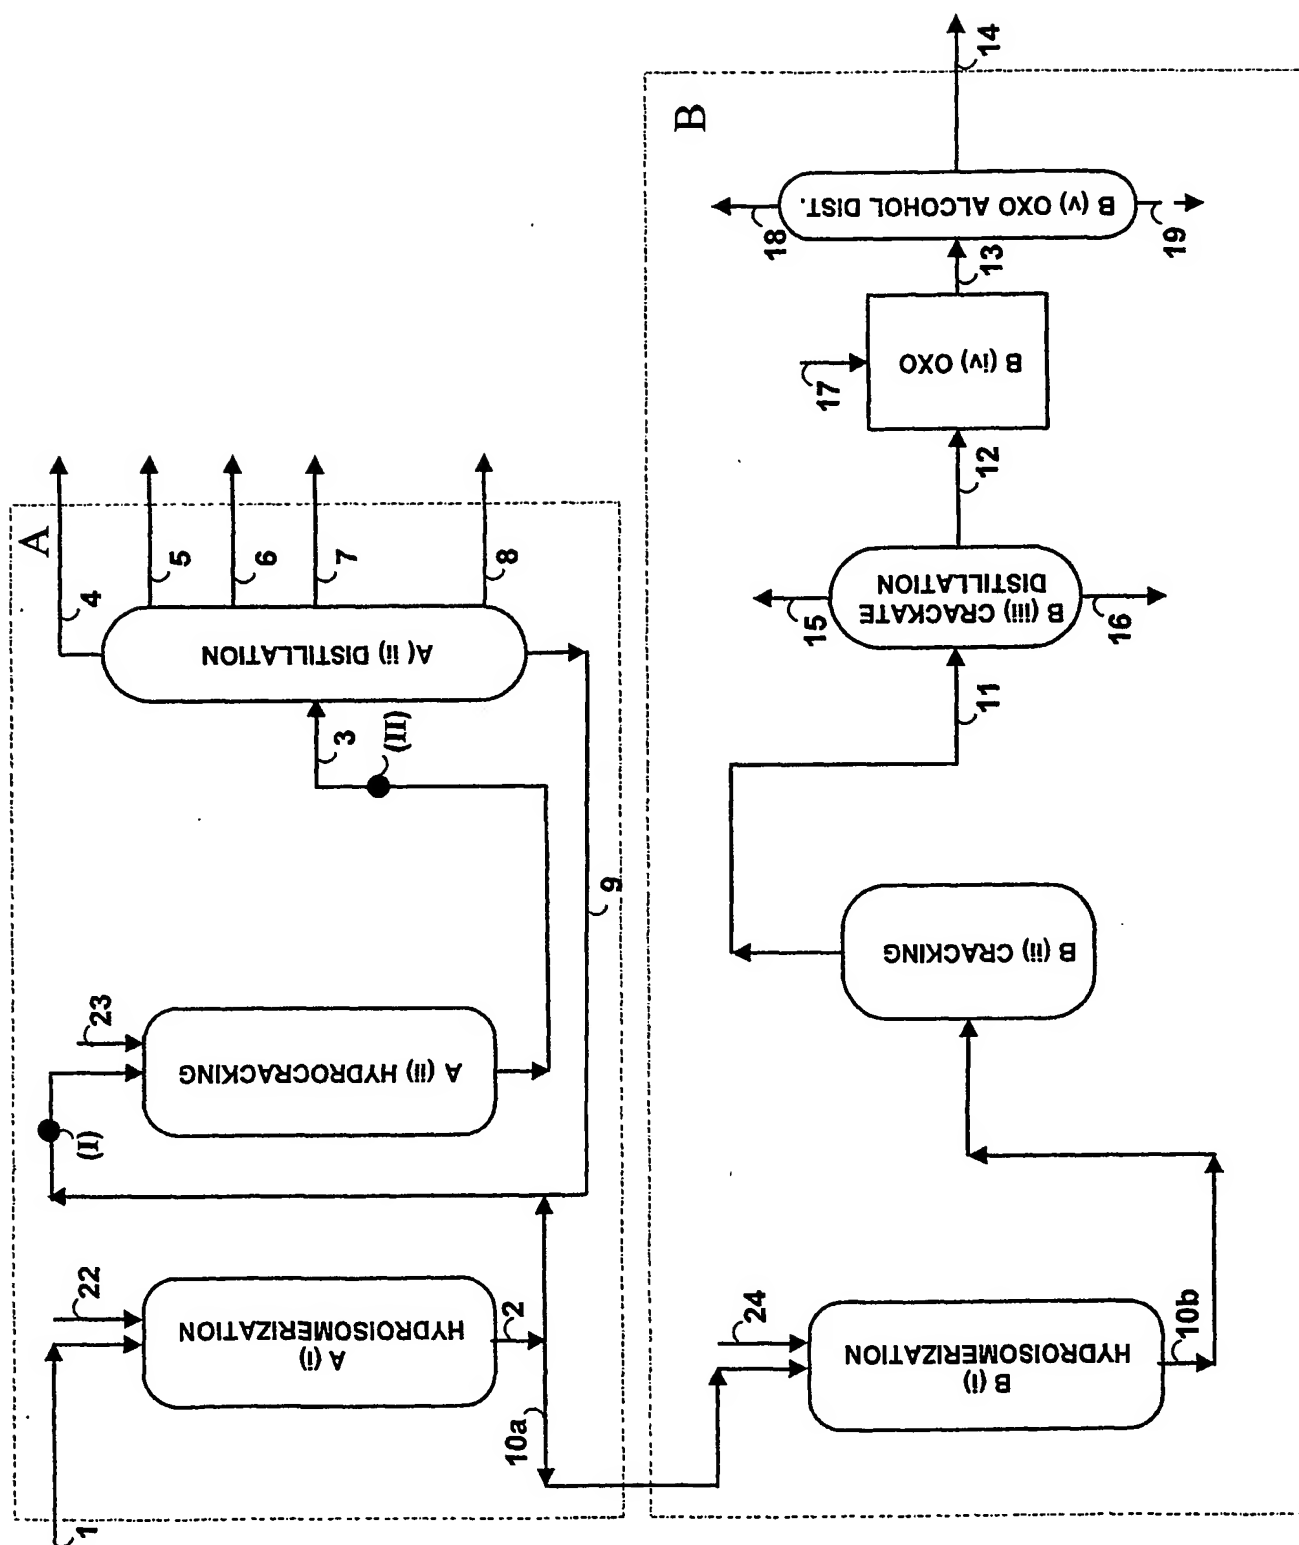 A
4
5
6
7
8
A( ii) DISTILLATION
3
(II)
9
23
A (ii) HYDROCRACKING
(I)
22
A (i)
HYDROISOMERIZATION
2
10a
1
B
14
18
B (v) OXO ALCOHOL DIST.
19
13
17
B (iv) OXO
12
15
B (iii) CRACKATE
DISTILLATION
16
11
B (ii) CRACKING
24
B (i)
HYDROISOMERIZATION
10b